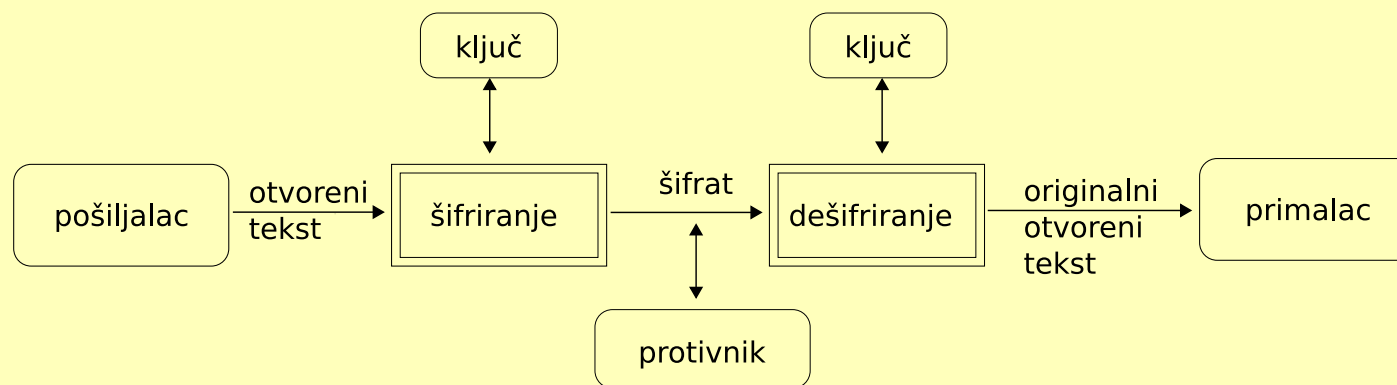 ključ
ključ
pošiljalac
otvoreni
tekst
šifriranje
šifrat
dešifriranje
originalni
otvoreni
tekst
primalac
protivnik